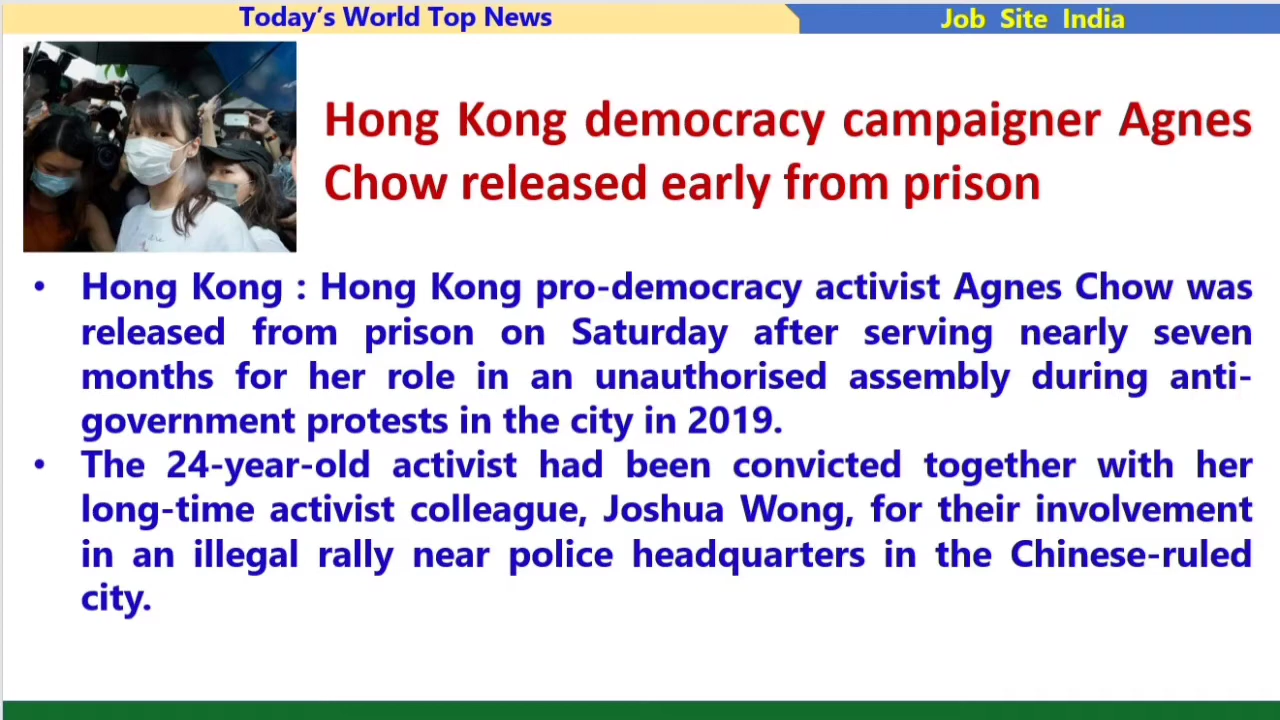 Today's World Top News
Job Site India
Hong Kong democracy campaigner Agnes
Chow released early from prison
• Hong Kong : Hong Kong pro-democracy activist Agnes Chow was
released from prison on Saturday after serving nearly seven
months for her role in an unauthorised assembly during anti-
government protests in the city in 2019.
• The 24-year-old activist had been convicted together with her
long-time activist colleague, Joshua Wong, for their involvement
in an illegal rally near police headquarters in the Chinese-ruled
city.